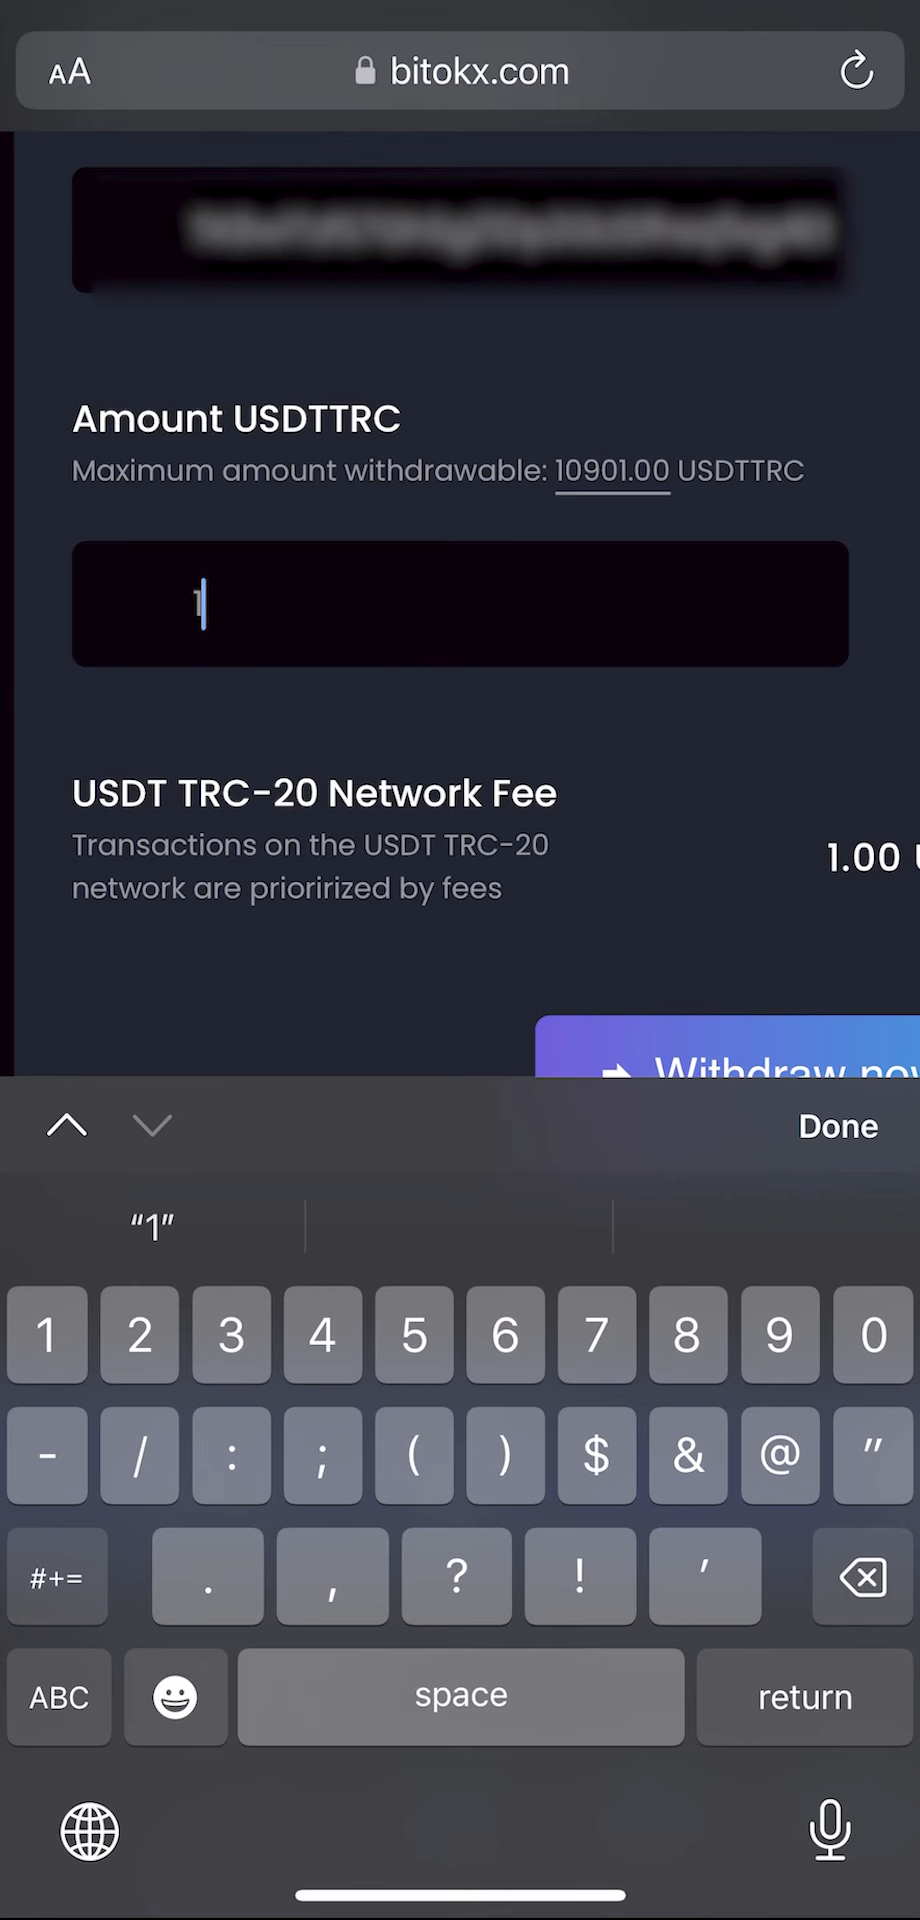 AA bitokx.com
Amount USDTTRC
Maximum amount withdrawable: 10901.00 USDTTRC
1
USDT TRC-20 Network Fee
Transactions on the USDT TRC-20
network are prioririzied by fees
1.00
Withdraw now
Done
“1”
1 2 3 4 5 6 7 8 9 0
- / : ; ( ) $ & @ "
#+= . , ? ! '
ABC space return